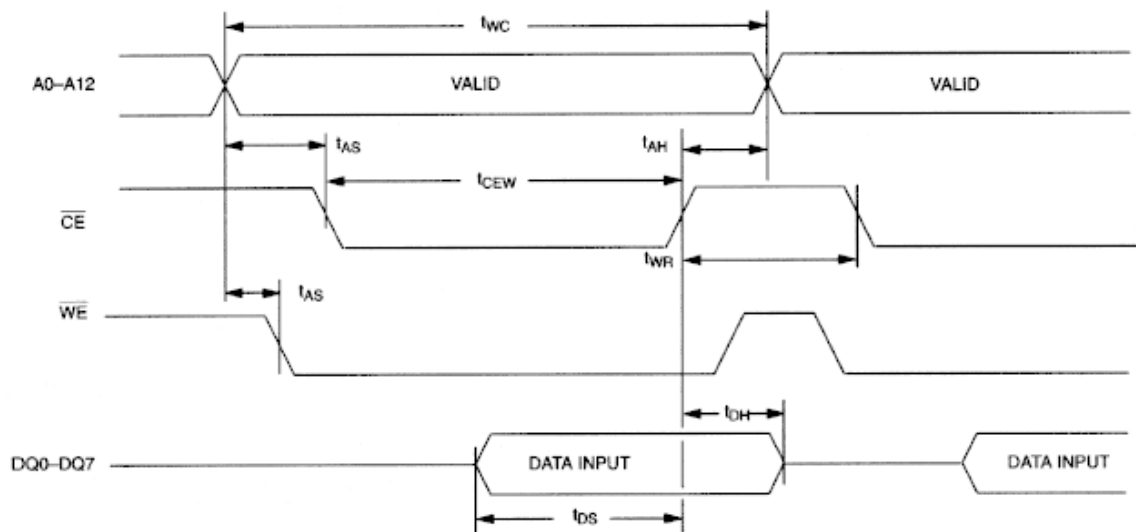 tWC
A0–A12 VALID VALID
tAS tAH
tCEW
CE
tWR
tAS
WE
tDH
DQ0–DQ7 DATA INPUT DATA INPUT
tDS